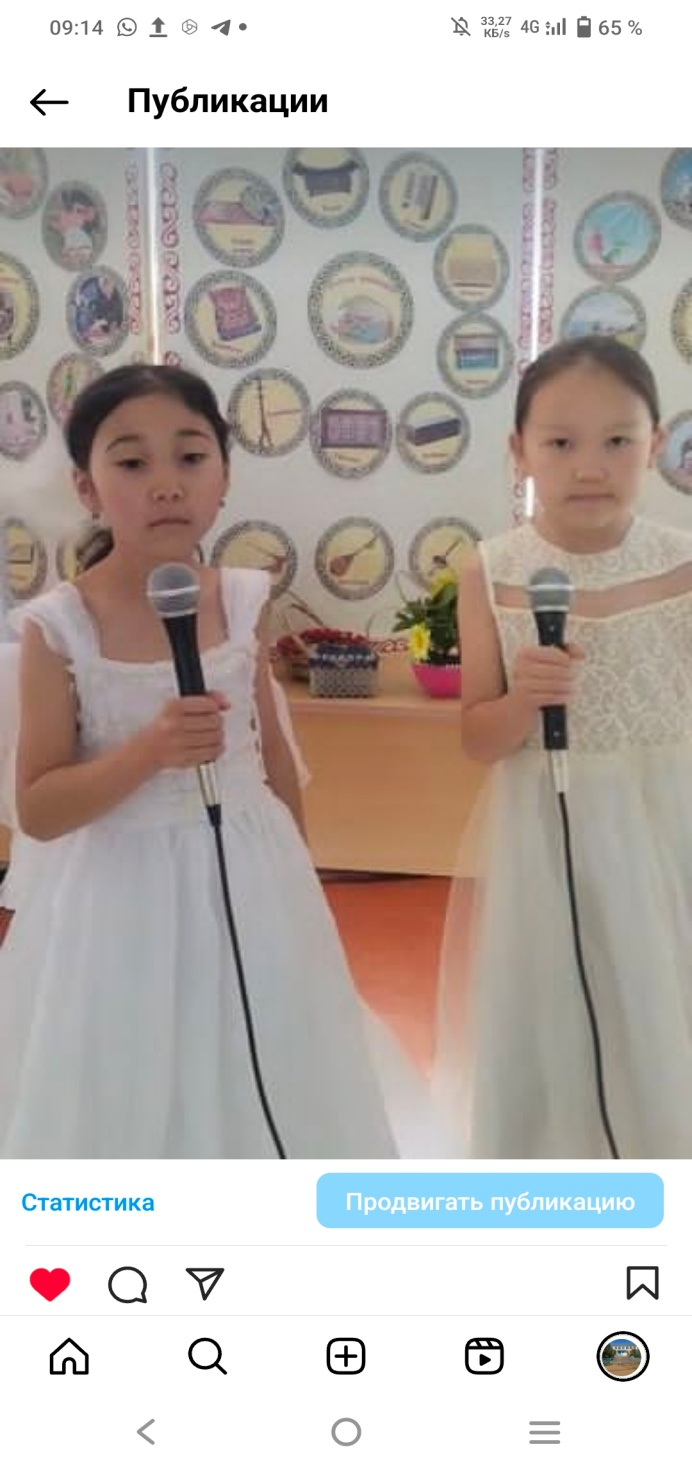 09:14
33,27
КБ/s
4G
65 %
Публикации
Статистика
Продвигать публикацию